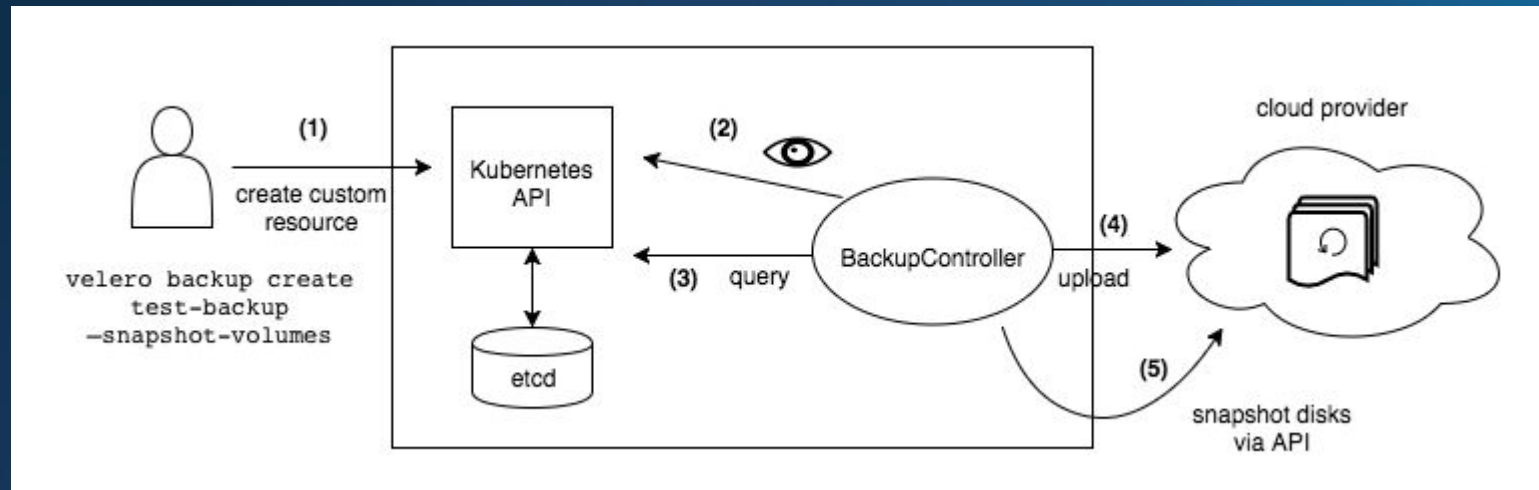 (1)
create custom
resource
velero backup create
test-backup
—snapshot-volumes
Kubernetes
API
etcd
(2)
(3)
query
BackupController
(4)
upload
cloud provider
(5)
snapshot disks
via API